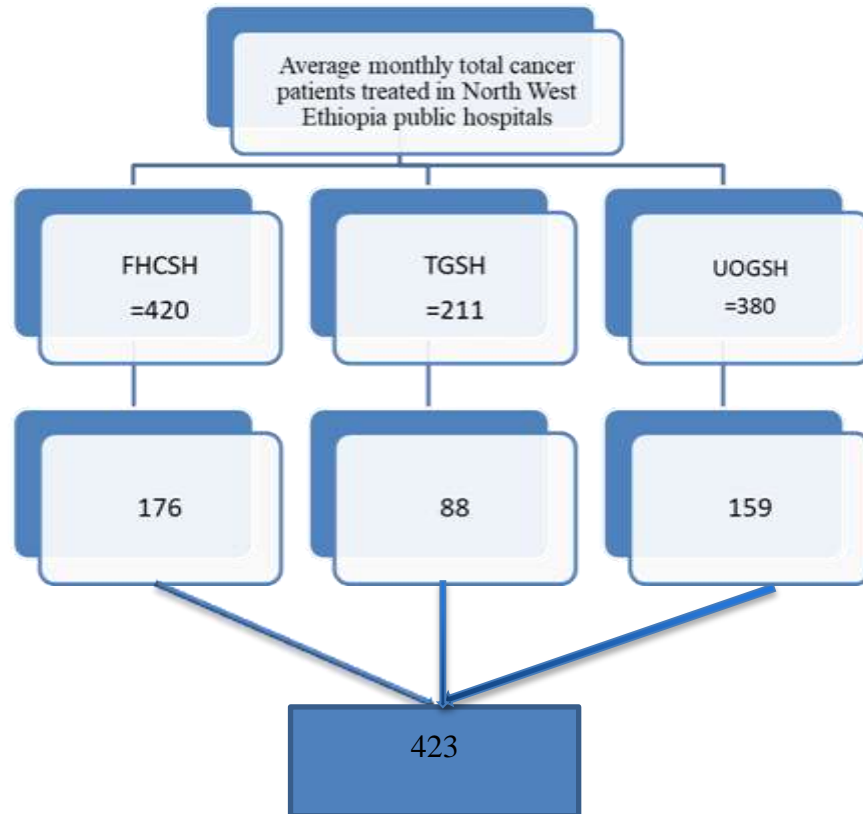 Average monthly total cancer
patients treated in North West
Ethiopia public hospitals
FHCSH
=420
TGSH
=211
UOGSH
=380
176
88
159
423